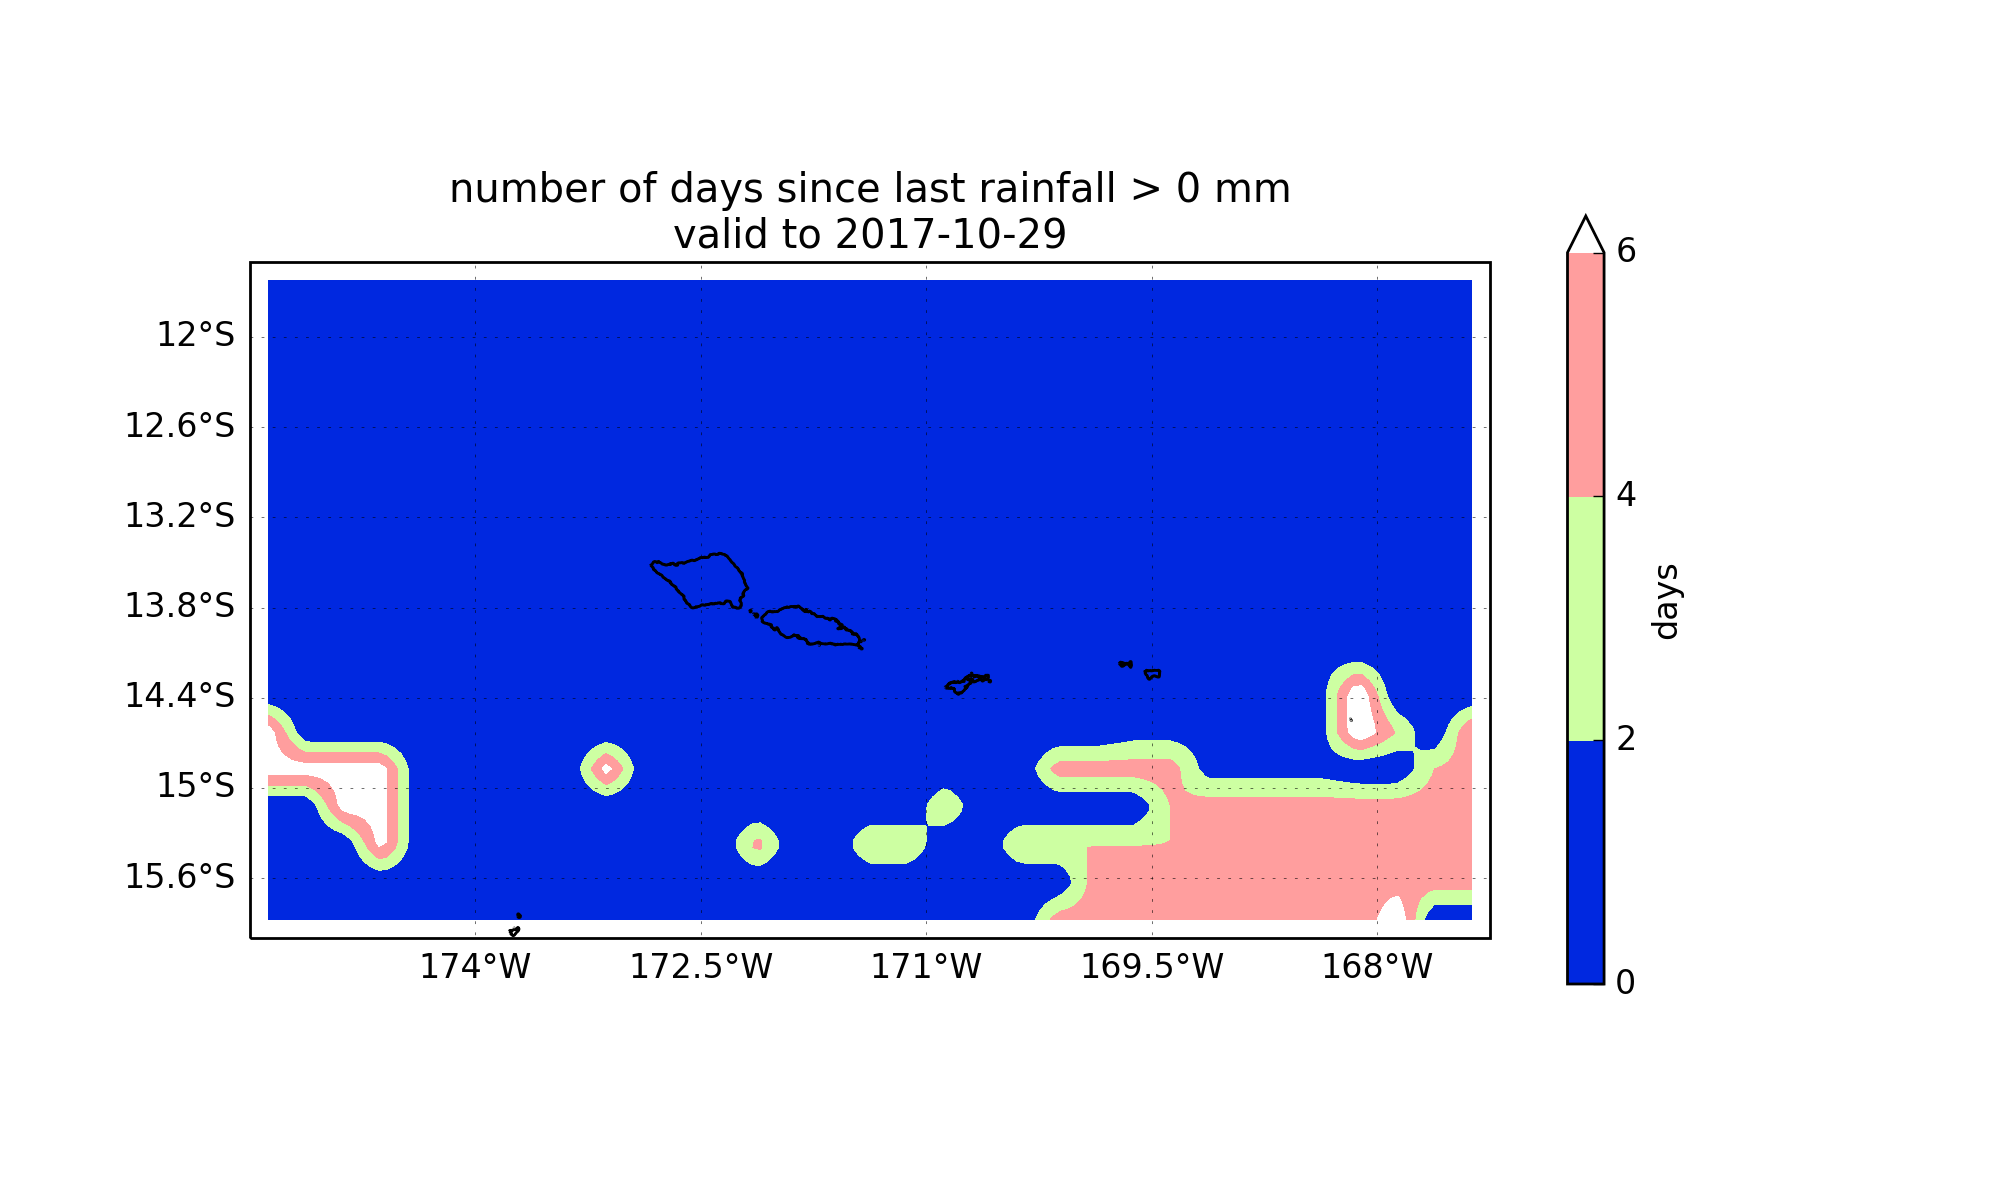 number of days since last rainfall > 0 mm
valid to 2017-10-29
12°S
12.6°S
13.2°S
13.8°S
14.4°S
15°S
15.6°S
174°W 172.5°W 171°W 169.5°W 168°W
6
4
2
0
days